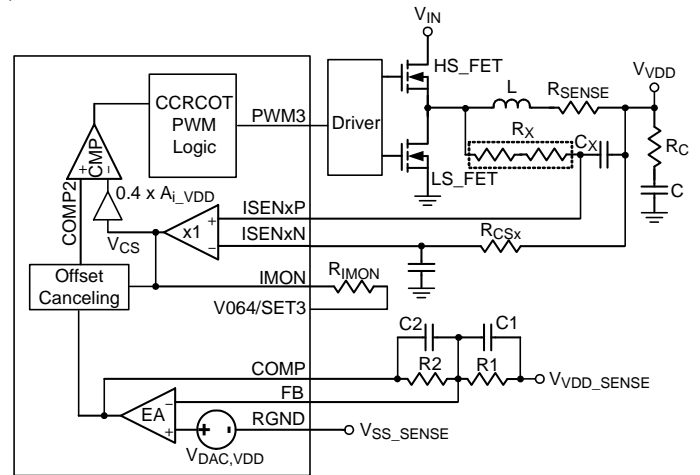 V_IN
HS_FET
V_VDD
L
R_SENSE
CCRCOT
PWM
Logic
PWM3
Driver
R_X
C_X
R_C
C
LS_FET
CMP
+
-
COMP2
0.4 x A_i_VDD
V_CS
x1
+
-
ISENxP
ISENxN
R_CSx
Offset
Canceling
IMON
R_IMON
V064/SET3
C2
C1
COMP
R2
R1
V_VDD_SENSE
FB
EA
-
+
+
-
RGND
V_SS_SENSE
V_DAC,VDD